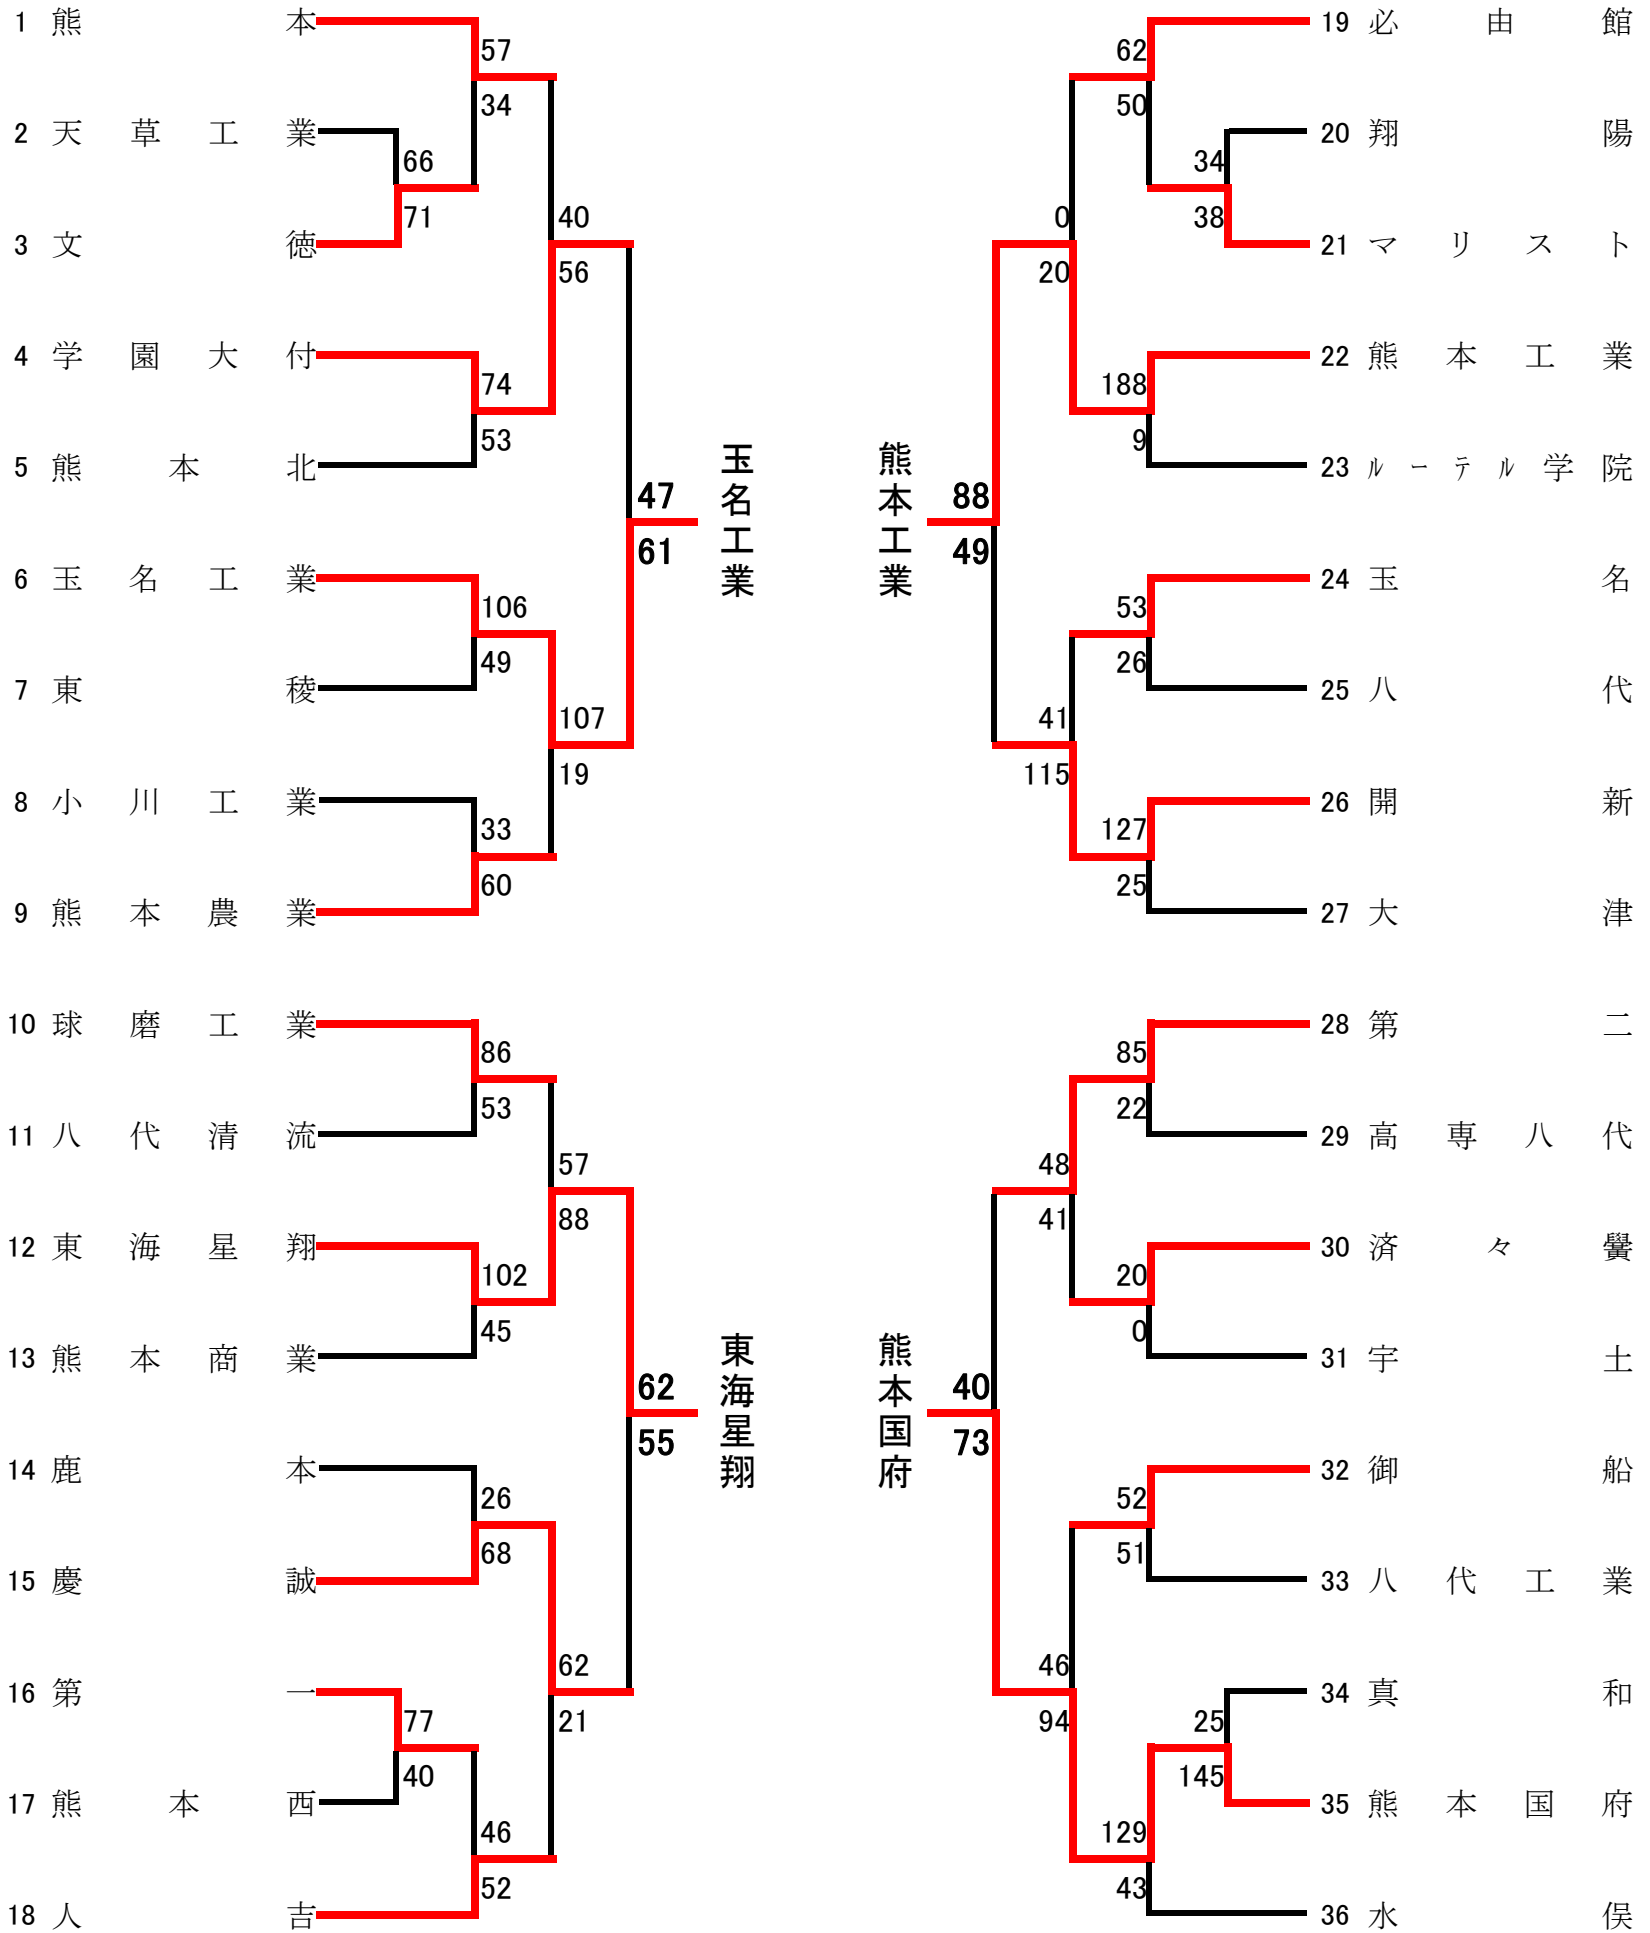 1 熊本
57
34
2 天草工業
66
71
3 文徳
40
56
4 学園大付
74
53
5 熊本北
47
61
玉名工業
6 玉名工業
106
49
7 東稜
107
19
8 小川工業
33
60
9 熊本農業
10 球磨工業
86
53
11 八代清流
57
88
12 東海星翔
102
45
13 熊本商業
62
55
東海星翔
14 鹿本
26
68
15 慶誠
62
21
16 第一
77
40
17 熊本西
46
52
18 人吉
19 必由館
62
50
20 翔陽
34
38
21 マリスト
0
20
22 熊本工業
188
9
23 ルーテル学院
熊本工業
88
49
24 玉名
53
26
25 八代
41
115
26 開新
127
25
27 大津
28 第二
85
22
29 高専八代
48
41
30 済々黌
20
0
31 宇土
熊本国府
40
73
32 御船
52
51
33 八代工業
46
94
34 真和
25
145
35 熊本国府
129
43
36 水俣